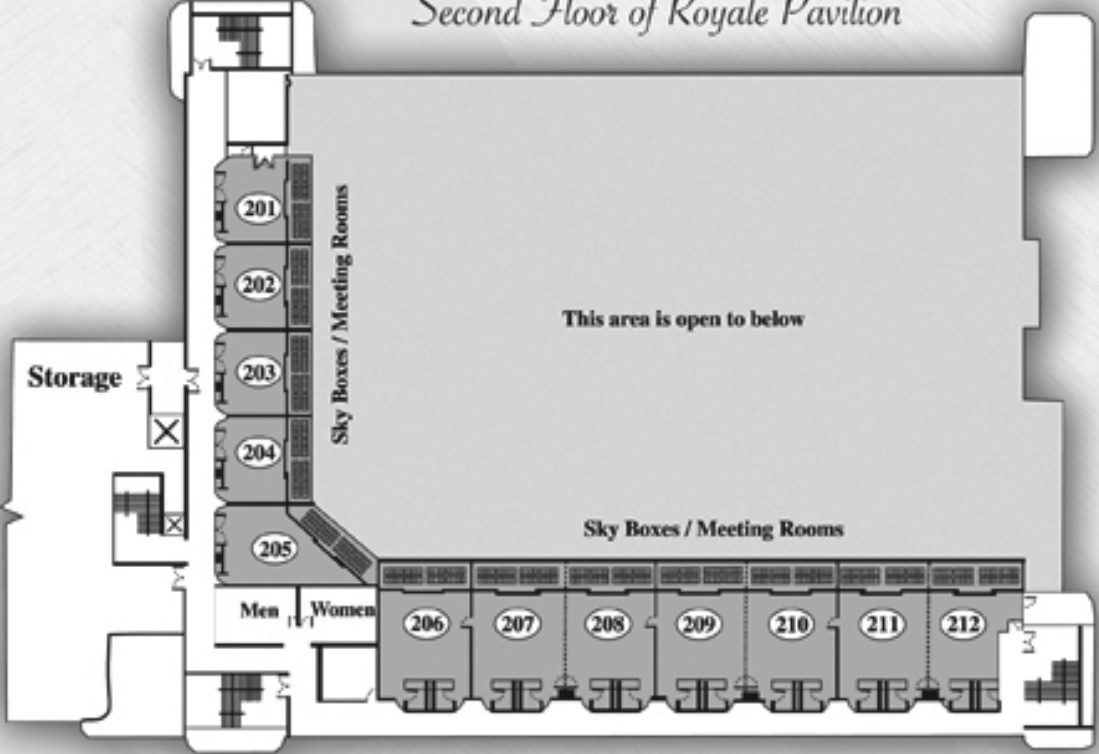 Second Floor of Royale Pavilion
201
202
203
204
205
Sky Boxes / Meeting Rooms
This area is open to below
Storage
Sky Boxes / Meeting Rooms
Men
Women
206
207
208
209
210
211
212